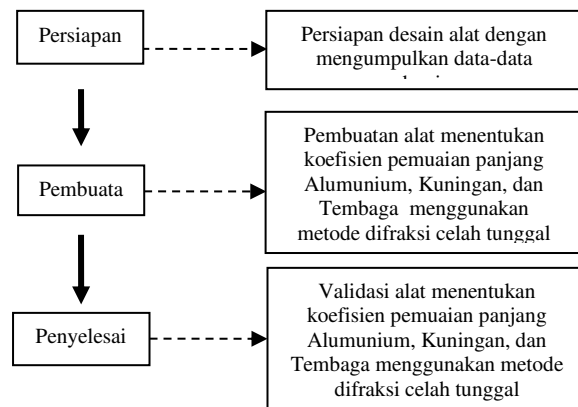 Persiapan
Persiapan desain alat dengan
mengumpulkan data-data
Pembuata
Pembuatan alat menentukan
koefisien pemuaian panjang
Alumunium, Kuningan, dan
Tembaga menggunakan
metode difraksi celah tunggal
Penyelesai
Validasi alat menentukan
koefisien pemuaian panjang
Alumunium, Kuningan, dan
Tembaga menggunakan metode
difraksi celah tunggal